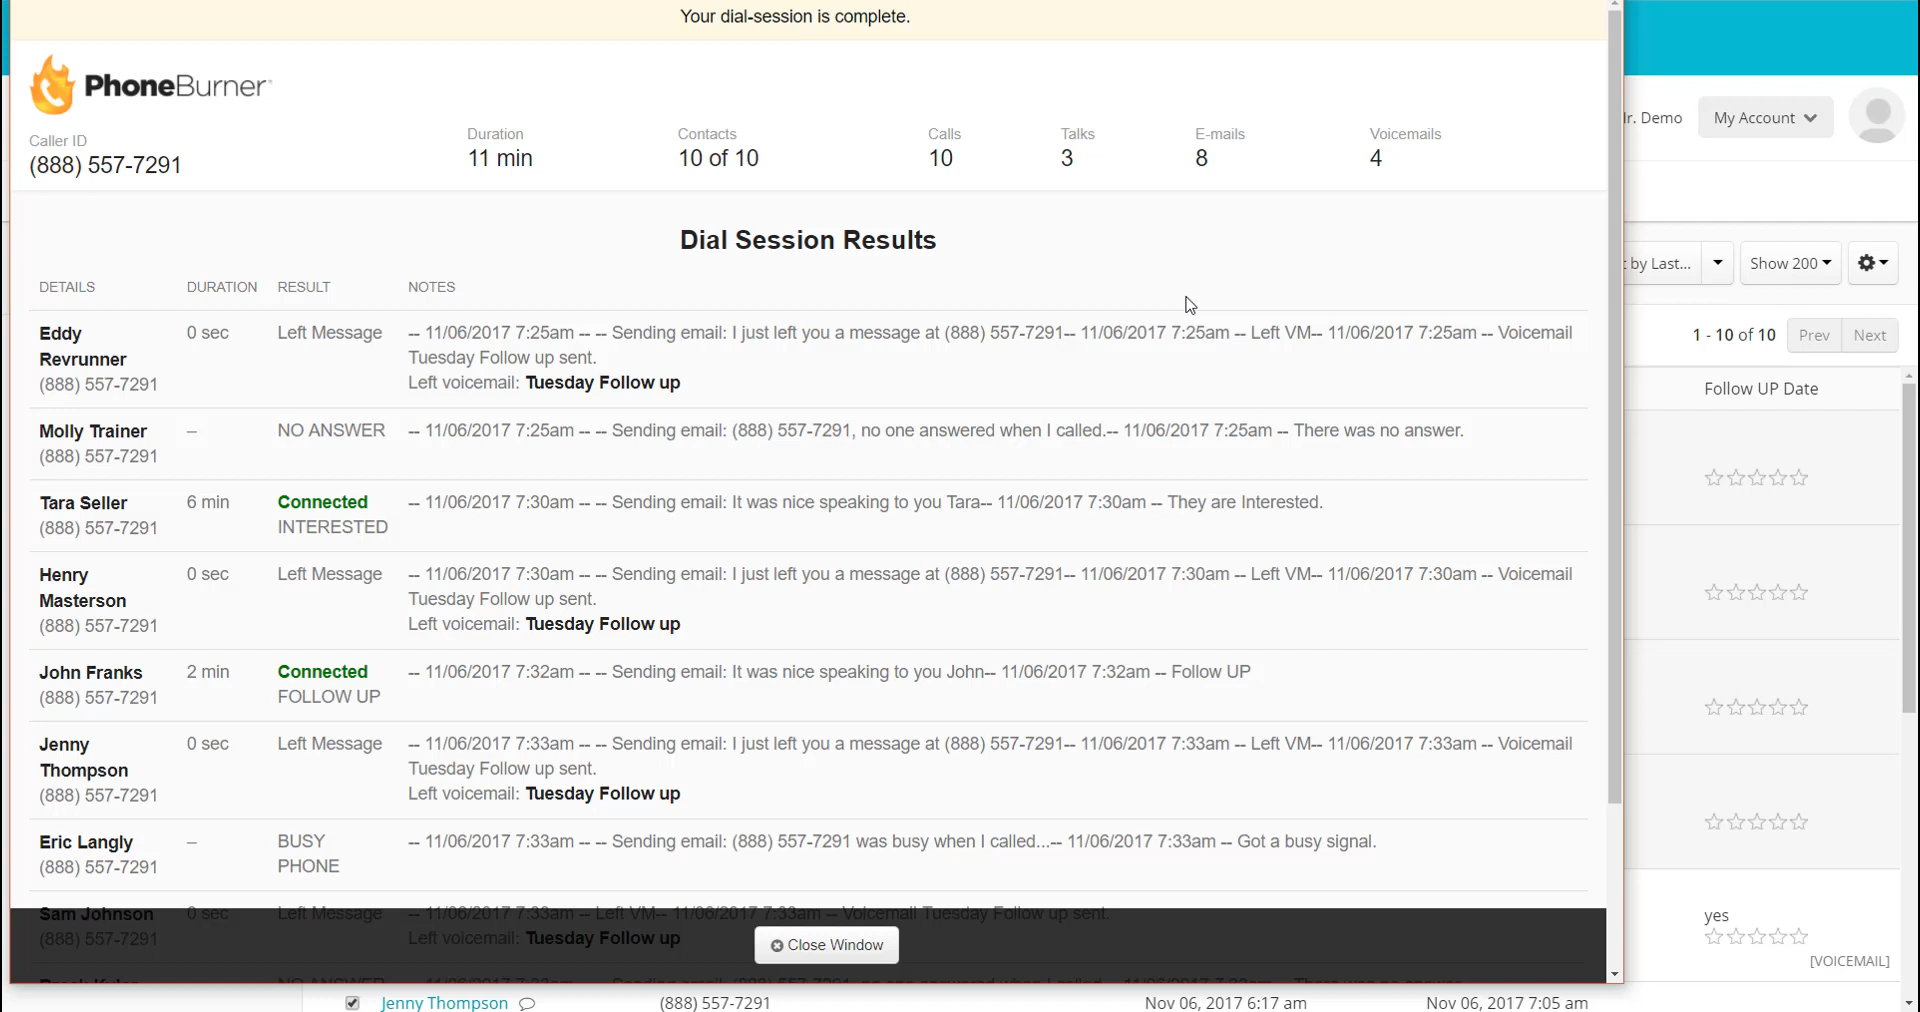 Your dial-session is complete.
PhoneBurner
Caller ID
(888) 557-7291
Duration
11 min
Contacts
10 of 10
Calls
10
Talks
3
E-mails
8
Voicemails
4
Dial Session Results
DETAILS DURATION RESULT NOTES
Eddy Revrunner
(888) 557-7291
0 sec
Left Message
-- 11/06/2017 7:25am -- -- Sending email: I just left you a message at (888) 557-7291-- 11/06/2017 7:25am -- Left VM-- 11/06/2017 7:25am -- Voicemail
Tuesday Follow up sent.
Left voicemail: Tuesday Follow up
Molly Trainer
(888) 557-7291
–
NO ANSWER
-- 11/06/2017 7:25am -- -- Sending email: (888) 557-7291, no one answered when I called.-- 11/06/2017 7:25am -- There was no answer.
Tara Seller
(888) 557-7291
6 min
Connected
INTERESTED
-- 11/06/2017 7:30am -- -- Sending email: It was nice speaking to you Tara-- 11/06/2017 7:30am -- They are Interested.
Henry
Masterson
(888) 557-7291
0 sec
Left Message
-- 11/06/2017 7:30am -- -- Sending email: I just left you a message at (888) 557-7291-- 11/06/2017 7:30am -- Left VM-- 11/06/2017 7:30am -- Voicemail
Tuesday Follow up sent.
Left voicemail: Tuesday Follow up
John Franks
(888) 557-7291
2 min
Connected
FOLLOW UP
-- 11/06/2017 7:32am -- -- Sending email: It was nice speaking to you John-- 11/06/2017 7:32am -- Follow UP
Jenny
Thompson
(888) 557-7291
0 sec
Left Message
-- 11/06/2017 7:33am -- -- Sending email: I just left you a message at (888) 557-7291-- 11/06/2017 7:33am -- Left VM-- 11/06/2017 7:33am -- Voicemail
Tuesday Follow up sent.
Left voicemail: Tuesday Follow up
Eric Langly
(888) 557-7291
–
BUSY
PHONE
-- 11/06/2017 7:33am -- -- Sending email: (888) 557-7291 was busy when I called...-- 11/06/2017 7:33am -- Got a busy signal.
Sam Johnson
(888) 557-7291
0 sec
Left Message
-- 11/06/2017 7:33am -- Left VM-- 11/06/2017 7:33am -- Voicemail Tuesday Follow up sent.
Left voicemail: Tuesday Follow up
Close Window
Jenny Thompson (888) 557-7291 Nov 06, 2017 6:17 am Nov 06, 2017 7:05 am
Demo
My Account
by Last...
Show 200
1 - 10 of 10 Prev Next
Follow UP Date
yes
[VOICEMAIL]